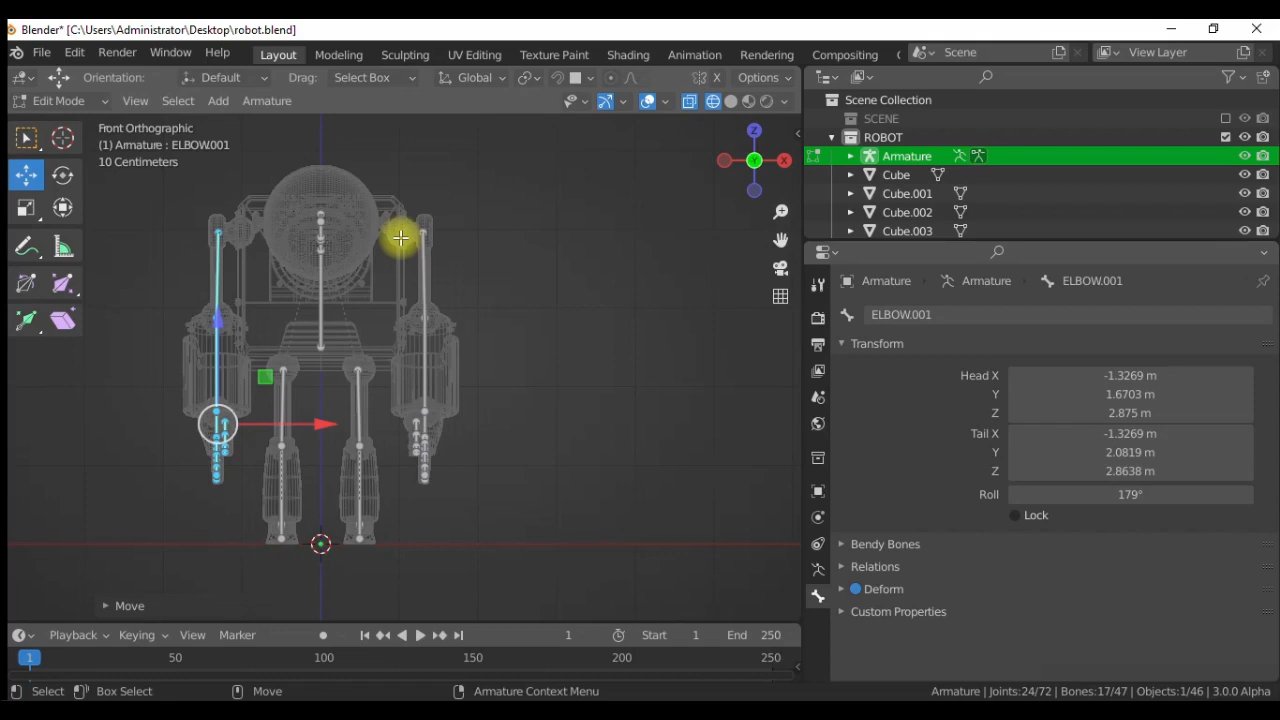 Blender* [C:\Users\Administrator\Desktop\robot.blend]
File Edit Render Window Help Layout Modeling Sculpting UV Editing Texture Paint Shading Animation Rendering Compositing Scene View Layer
Orientation: Default Drag: Select Box Global X Options
Edit Mode View Select Add Armature
Front Orthographic
(1) Armature : ELBOW.001
10 Centimeters
Z
Y
X
Move
Scene Collection
SCENE
ROBOT
Armature
Cube
Cube.001
Cube.002
Cube.003
Armature Armature ELBOW.001
ELBOW.001
Transform
Head X -1.3269 m
Y 1.6703 m
Z 2.875 m
Tail X -1.3269 m
Y 2.0819 m
Z 2.8638 m
Roll 179°
Lock
Bendy Bones
Relations
Deform
Custom Properties
Playback Keying View Marker 1 Start 1 End 250
1 50 100 150 200 250
Select Box Select Move Armature Context Menu Armature | Joints:24/72 | Bones:17/47 | Objects:1/46 | 3.0.0 Alpha